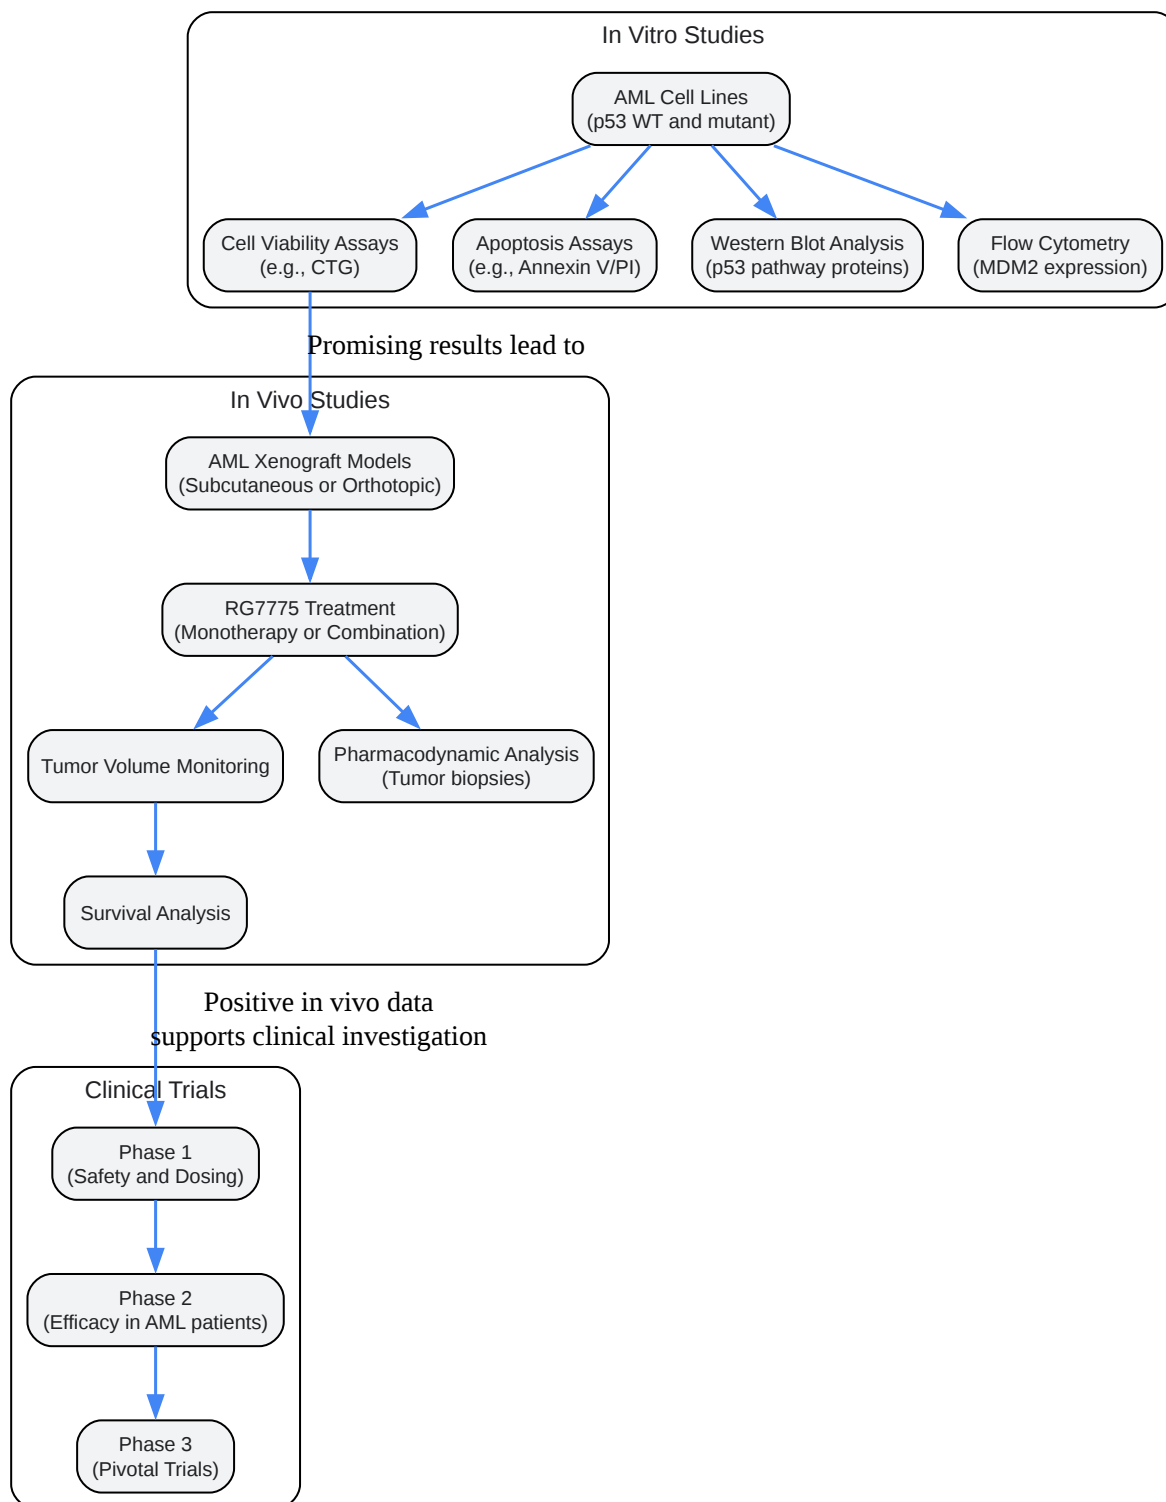 In Vitro Studies
AML Cell Lines
(p53 WT and mutant)
Cell Viability Assays
(e.g., CTG)
Apoptosis Assays
(e.g., Annexin V/PI)
Western Blot Analysis
(p53 pathway proteins)
Flow Cytometry
(MDM2 expression)
Promising results lead to
In Vivo Studies
AML Xenograft Models
(Subcutaneous or Orthotopic)
RG7775 Treatment
(Monotherapy or Combination)
Tumor Volume Monitoring
Pharmacodynamic Analysis
(Tumor biopsies)
Survival Analysis
Positive in vivo data
supports clinical investigation
Clinical Trials
Phase 1
(Safety and Dosing)
Phase 2
(Efficacy in AML patients)
Phase 3
(Pivotal Trials)